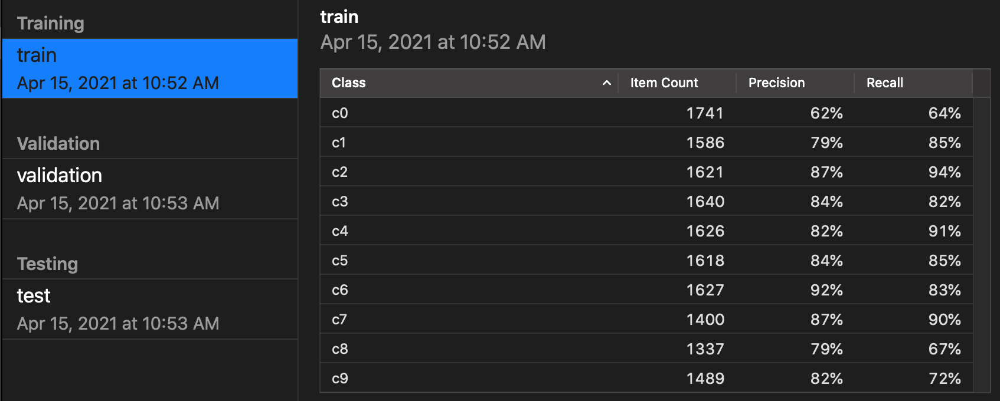 Training
train
Apr 15, 2021 at 10:52 AM
Validation
validation
Apr 15, 2021 at 10:53 AM
Testing
test
Apr 15, 2021 at 10:53 AM
train
Apr 15, 2021 at 10:52 AM
Class Item Count Precision Recall
c0 1741 62% 64%
c1 1586 79% 85%
c2 1621 87% 94%
c3 1640 84% 82%
c4 1626 82% 91%
c5 1618 84% 85%
c6 1627 92% 83%
c7 1400 87% 90%
c8 1337 79% 67%
c9 1489 82% 72%